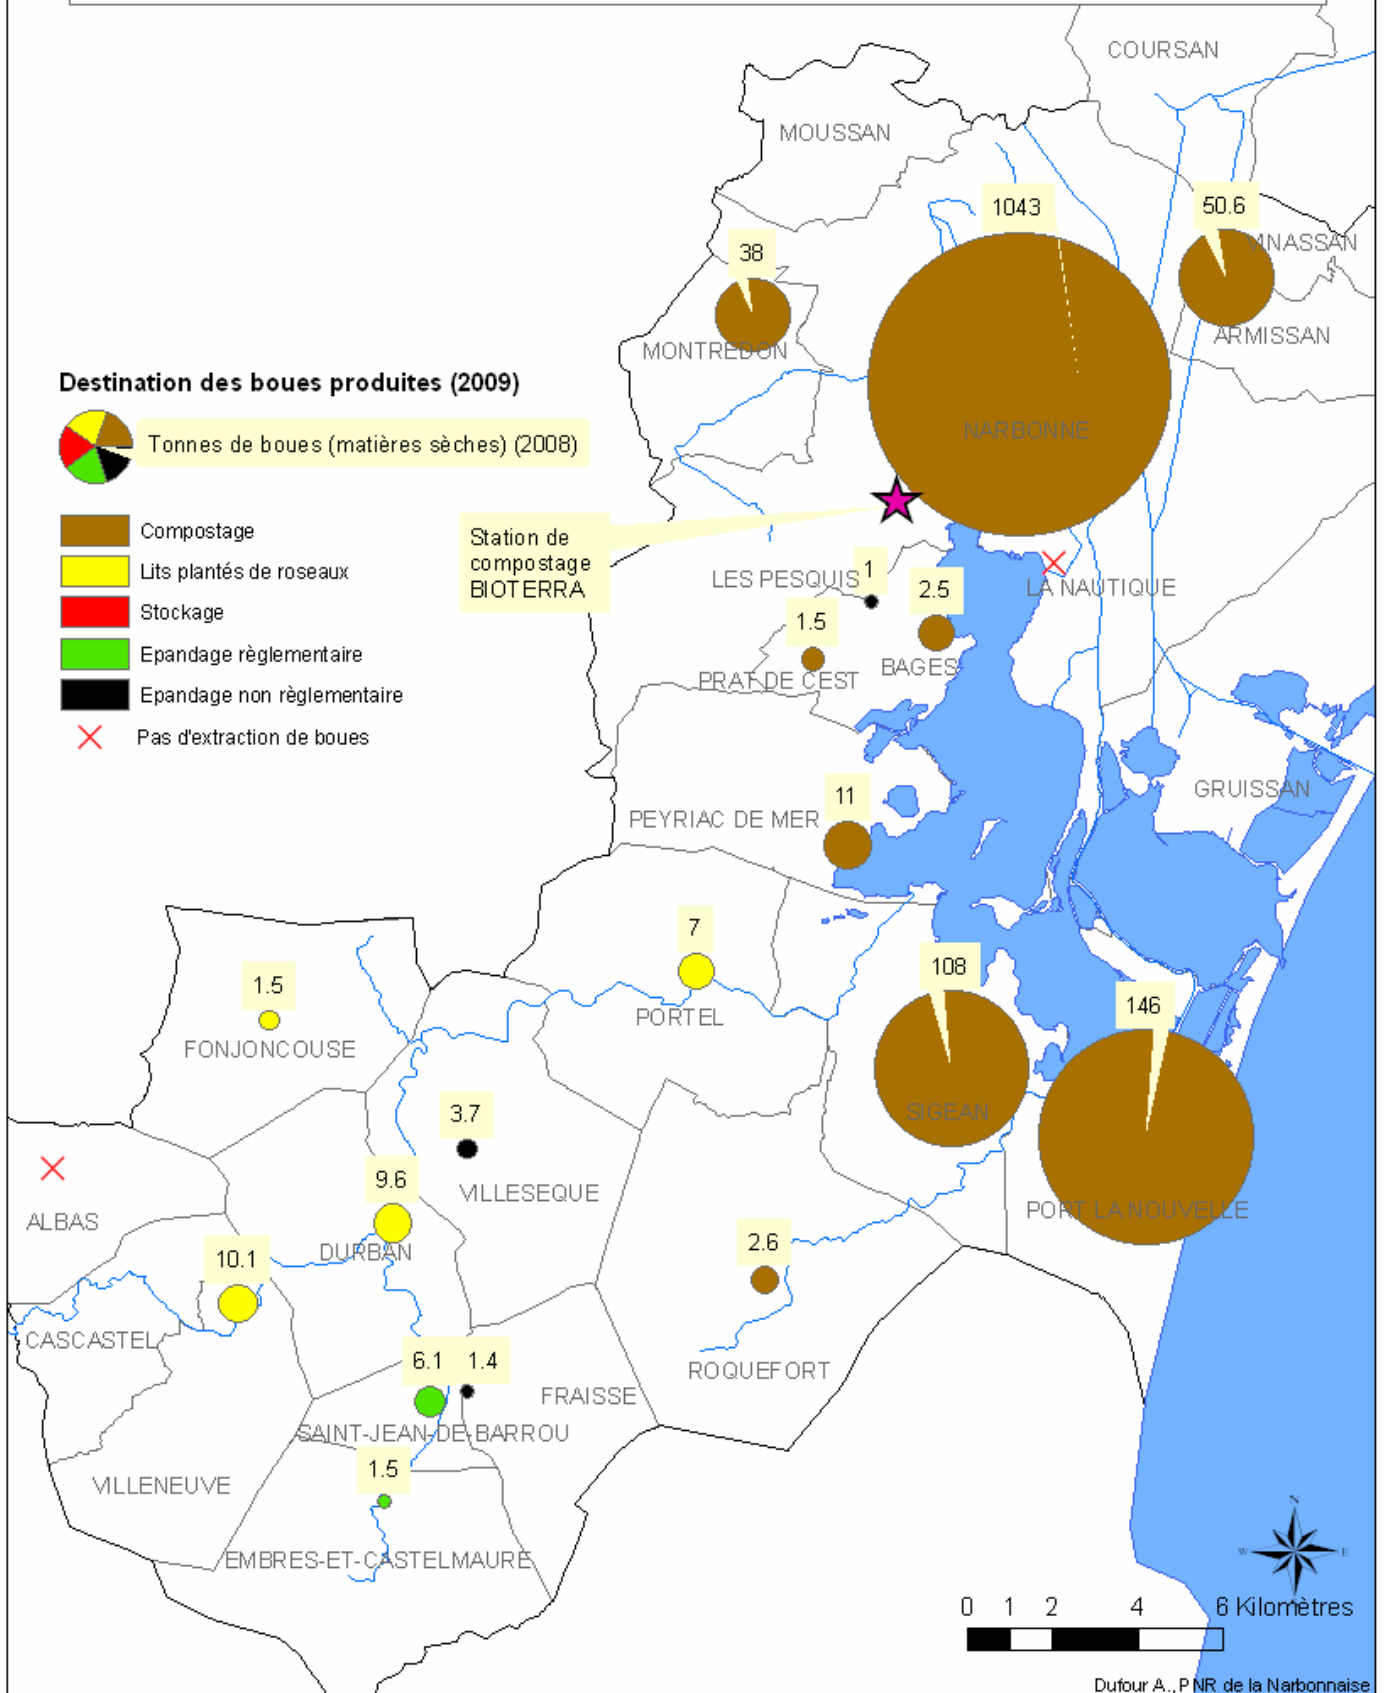 COURSAN
MOUSSAN
1043
50.6
VINASSAN
38
ARMISSAN
MONTREDON
Destination des boues produites (2009)
NARBONNE
Tonnes de boues (matières sèches) (2008)
Compostage
Station de
compostage
BIOTERRA
Lits plantés de roseaux
LES PESQUIS
1
LA NAUTIQUE
2.5
Stockage
1.5
Epandage règlementaire
BAGES
PRAT DE CEST
Epandage non règlementaire
Pas d'extraction de boues
GRUISSAN
11
PEYRIAC DE MER
7
108
1.5
146
PORTEL
FONJONCOUSE
3.7
SIGEAN
9.6
VILLESEQUE
PORT LA NOUVELLE
ALBAS
DURBAN
2.6
10.1
CASCASTEL
6.1
1.4
ROQUEFORT
FRAISSE
SAINT-JEAN-DE-BARROU
1.5
VILLENEUVE
N
W
E
EMBRES-ET-CASTELMAURE
0 1 2 4 6 Kilomètres
Dufour A., PNR de la Narbonnaise